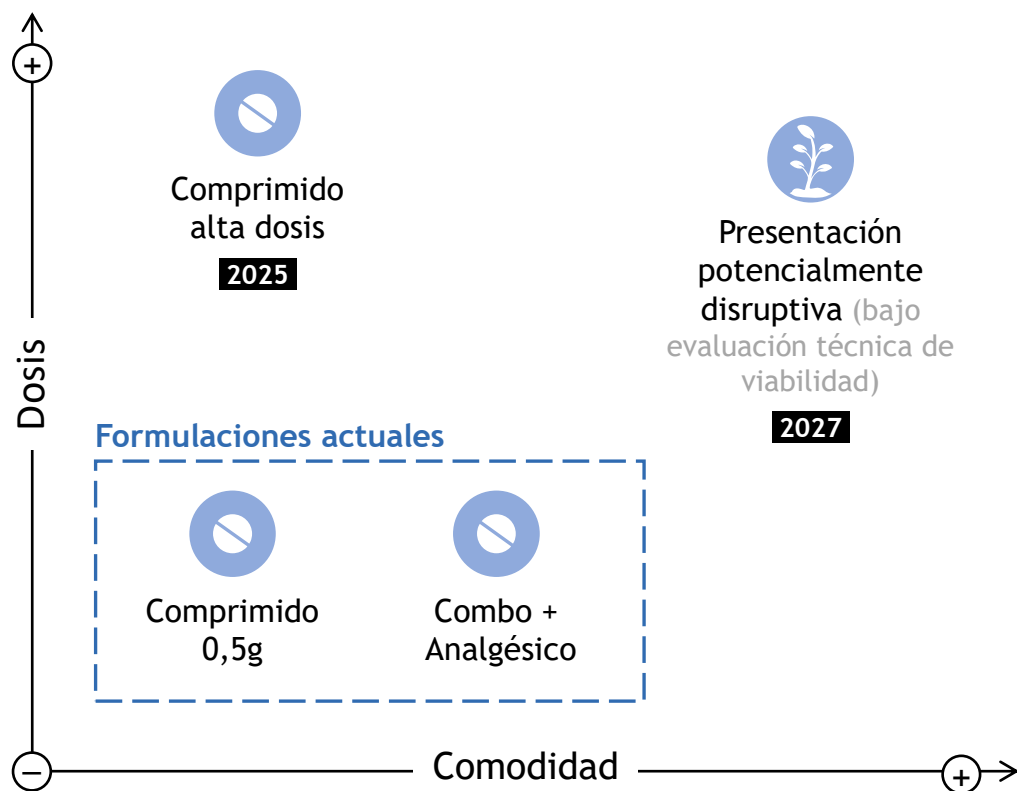 +
Comprimido
alta dosis
2025
Presentación
potencialmente
disruptiva (bajo
evaluación técnica de
viabilidad)
2027
Dosis
Formulaciones actuales
Comprimido
0,5g
Combo +
Analgésico
−
Comodidad
+